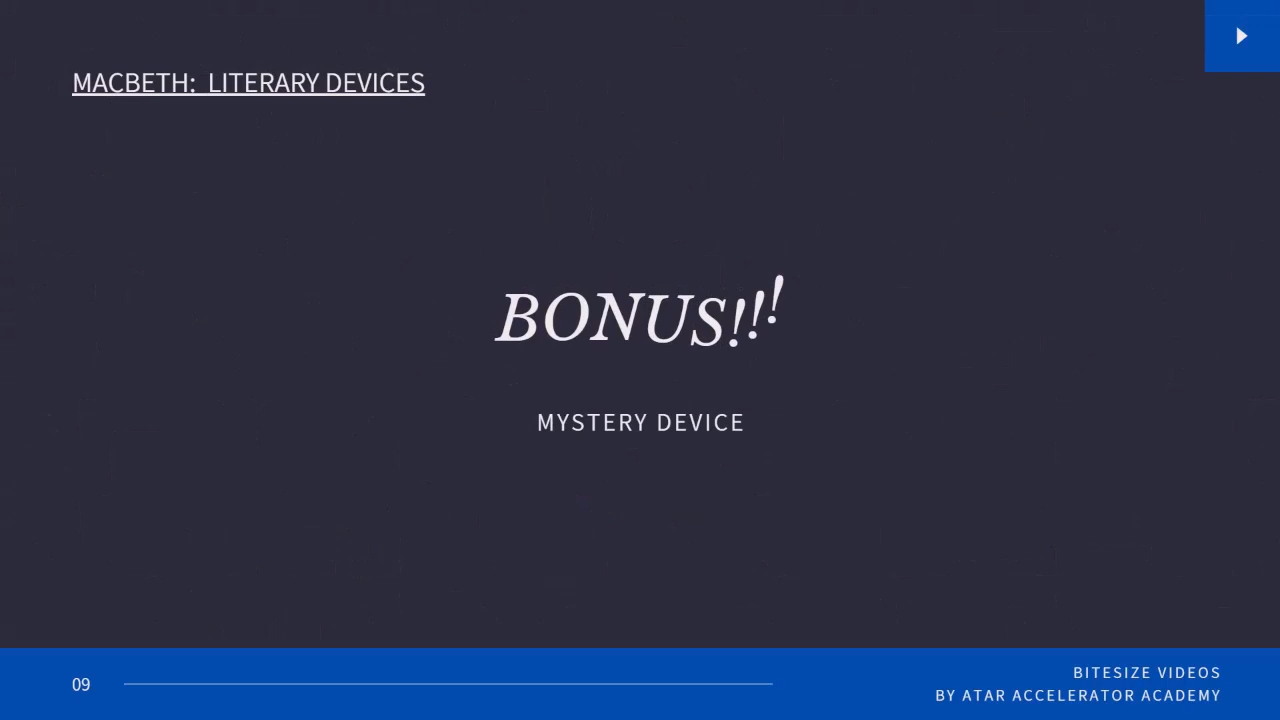 MACBETH: LITERARY DEVICES
BONUS!!!
MYSTERY DEVICE
09
BITESIZE VIDEOS
BY ATAR ACCELERATOR ACADEMY